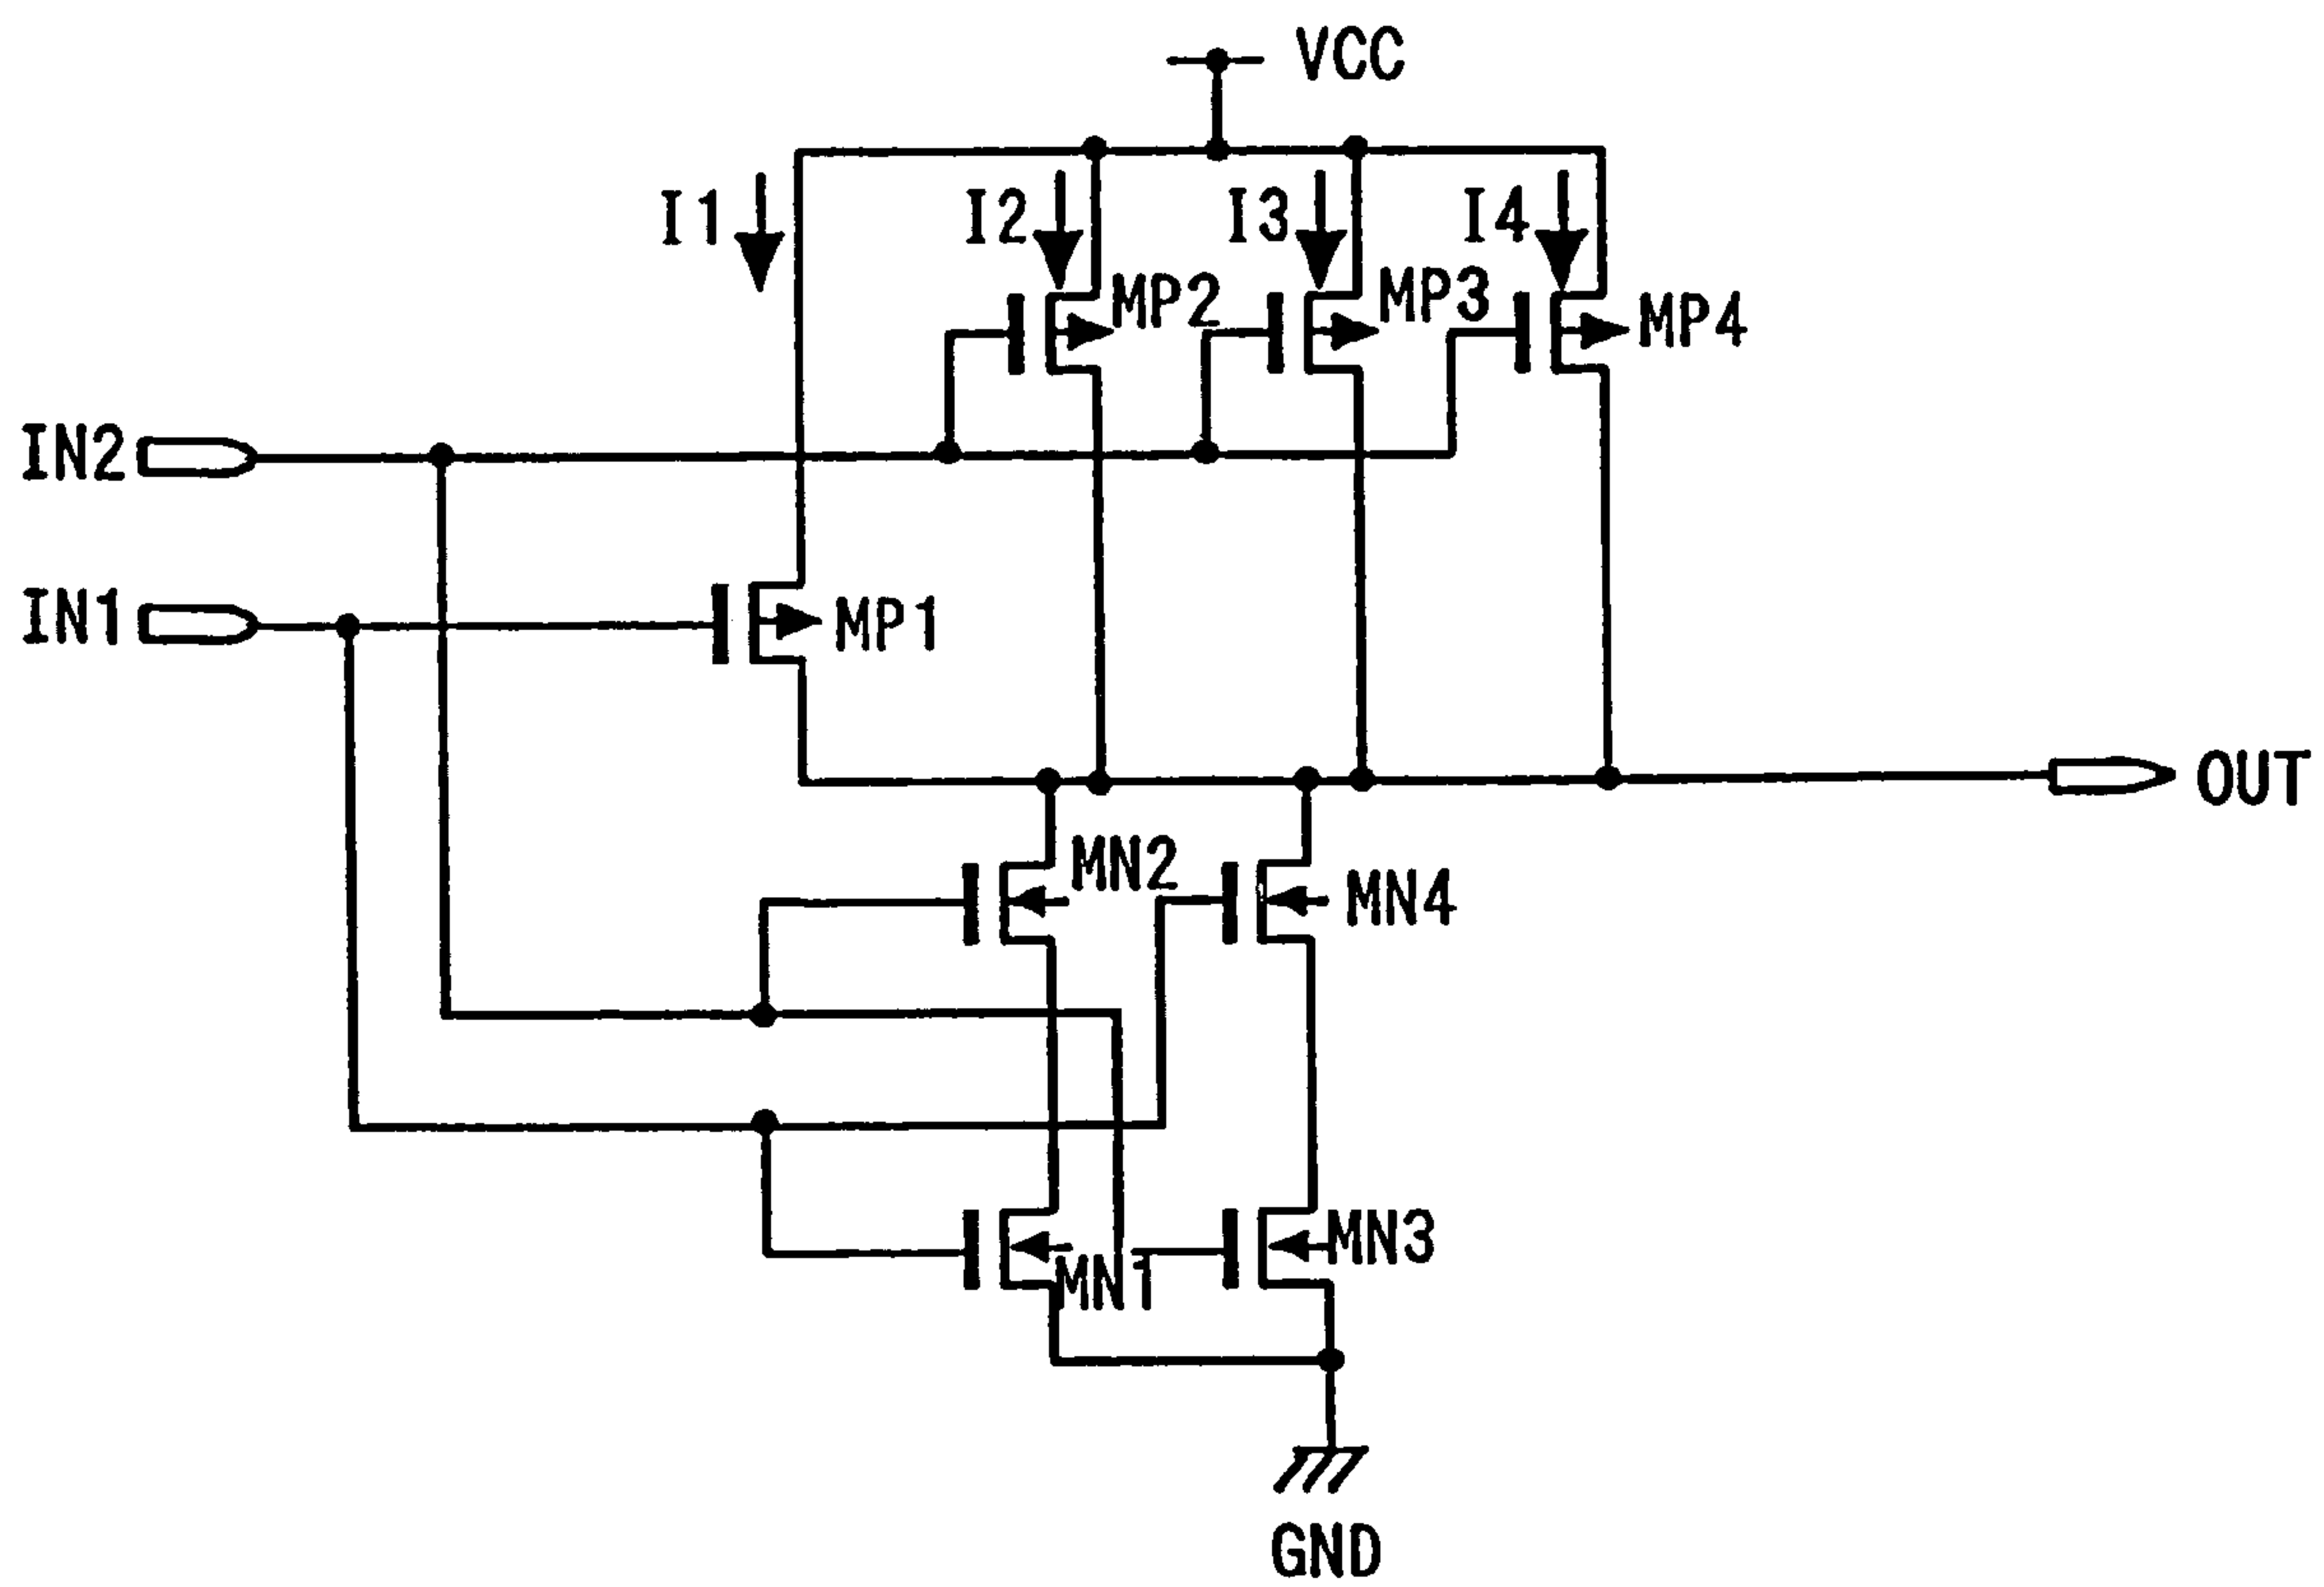 VCC
I1
I2
I3
I4
MP2
MP3
MP4
IN2
IN1
MP1
OUT
MN2
MN4
MN1
MN3
GND